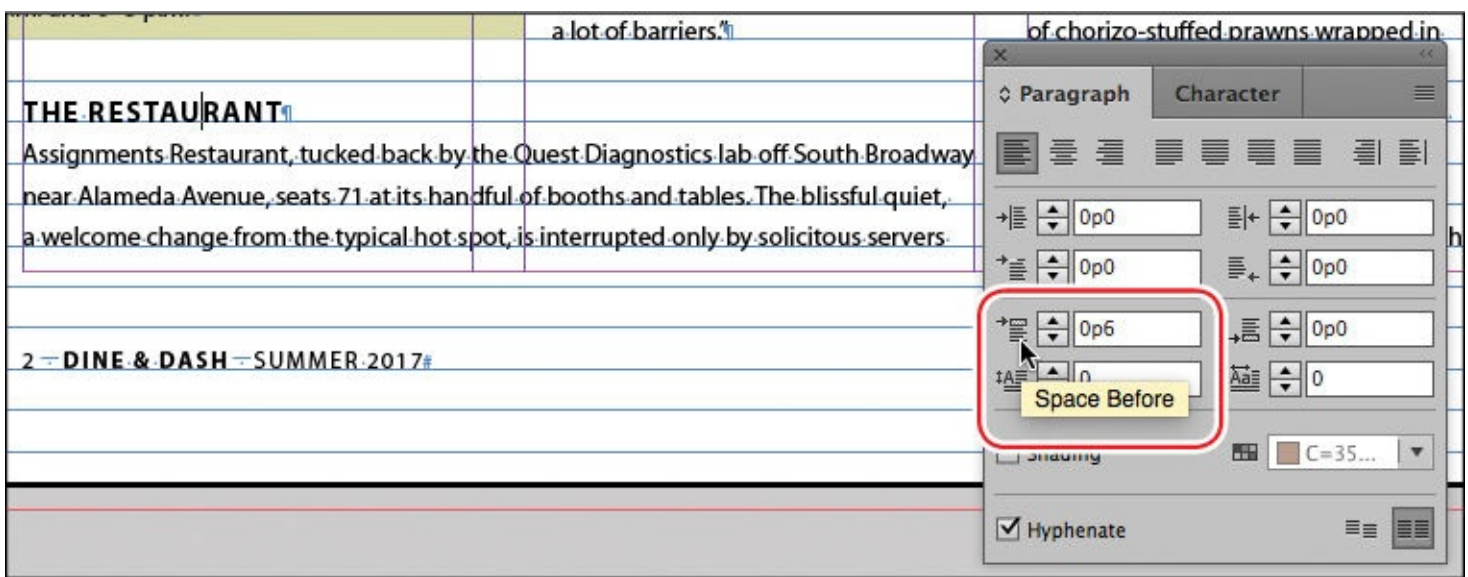 a lot of barriers.”¶
of chorizo-stuffed prawns wrapped in
THE RESTAURANT¶
Assignments Restaurant, tucked back by the Quest Diagnostics lab off South Broadway
near Alameda Avenue, seats 71 at its handful of booths and tables. The blissful quiet,
a welcome change from the typical hot spot, is interrupted only by solicitous servers
2 – DINE & DASH – SUMMER 2017#
Paragraph Character
0p0 0p0
0p0 0p0
0p6 0p0
0 0
Space Before
Shading C=35...
Hyphenate